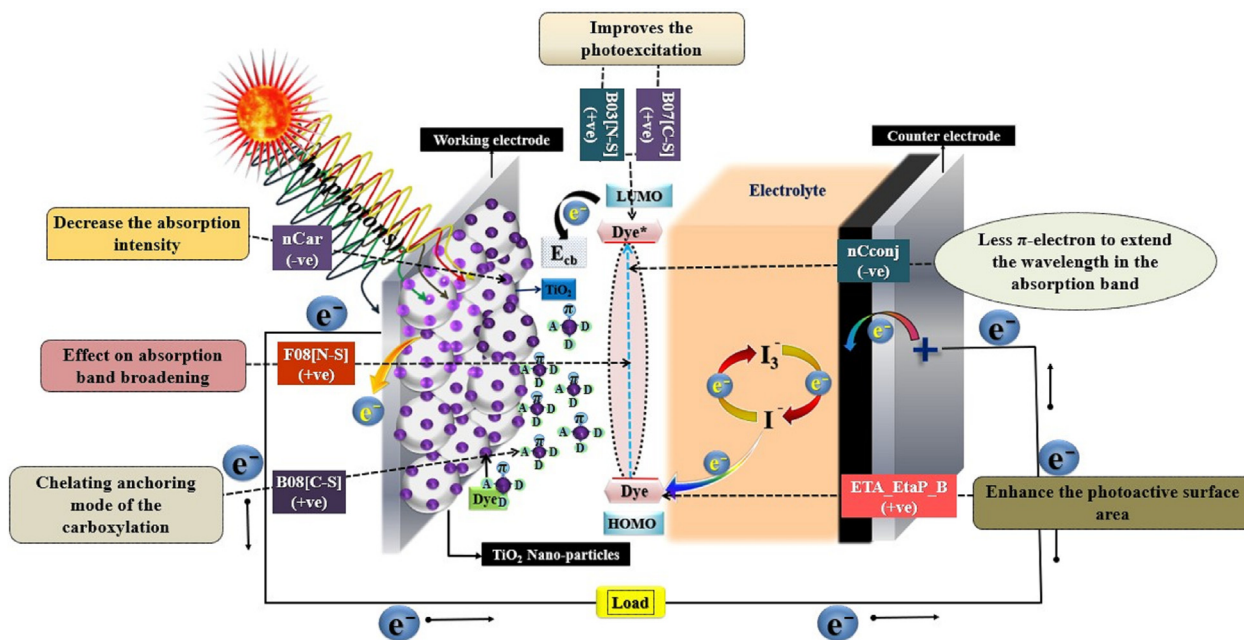 Improves the
photoexcitation
B03[N-S]
(+ve)
B07[C-S]
(+ve)
Working electrode
Counter electrode
Electrolyte
LUMO
e⁻
Dye*
E_cb
Decrease the absorption
intensity
nCar
(-ve)
TiO₂
nCconj
(-ve)
Less π-electron to extend
the wavelength in the
absorption band
e⁻
e⁻
e⁻
+
Effect on absorption
band broadening
F08[N-S]
(+ve)
e⁻
π
A
D
D
π
A
D
D
π
A
D
D
π
A
D
D
π
A
D
D
π
A
D
D
π
A
D
D
I₃⁻
e⁻
e⁻
I⁻
e⁻
e⁻
e⁻
Chelating anchoring
mode of the
carboxylation
B08[C-S]
(+ve)
Dye
Dye
HOMO
ETA_EtaP_B
(+ve)
Enhance the photoactive surface
area
TiO₂ Nano-particles
Load
e⁻
e⁻